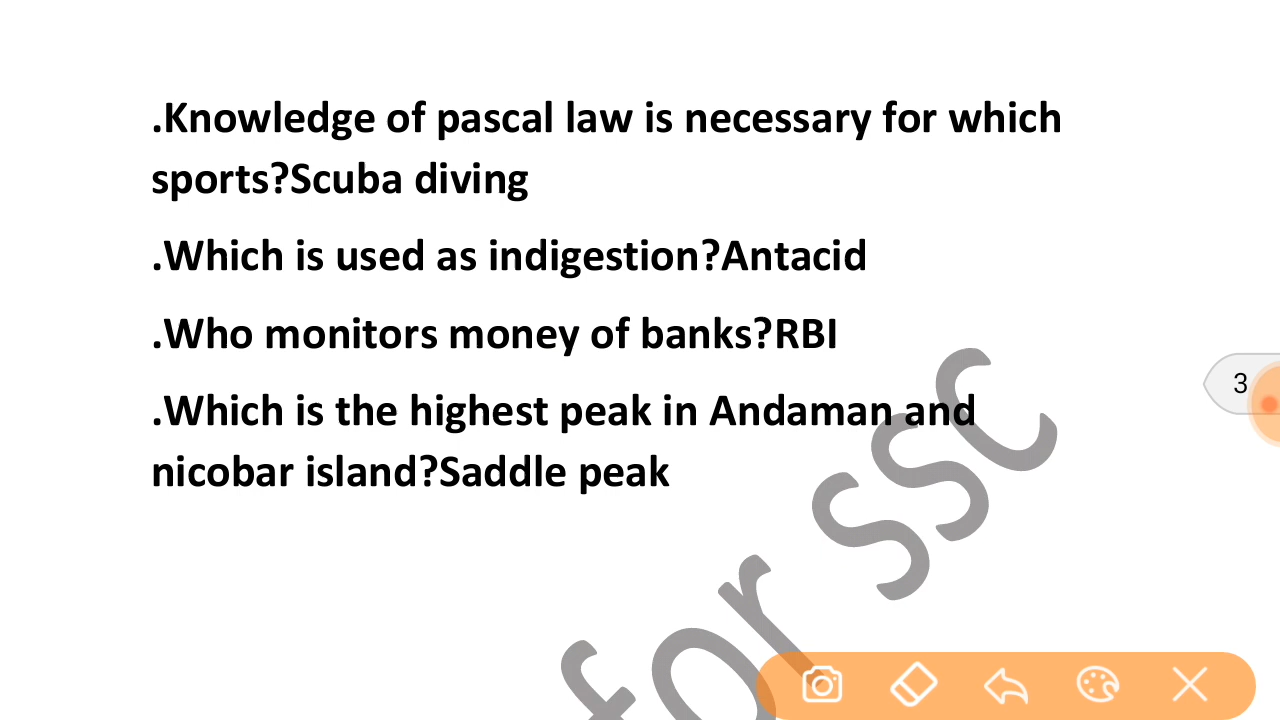 .Knowledge of pascal law is necessary for which
sports?Scuba diving
.Which is used as indigestion?Antacid
.Who monitors money of banks?RBI
.Which is the highest peak in Andaman and
nicobar island?Saddle peak
3
for ssc